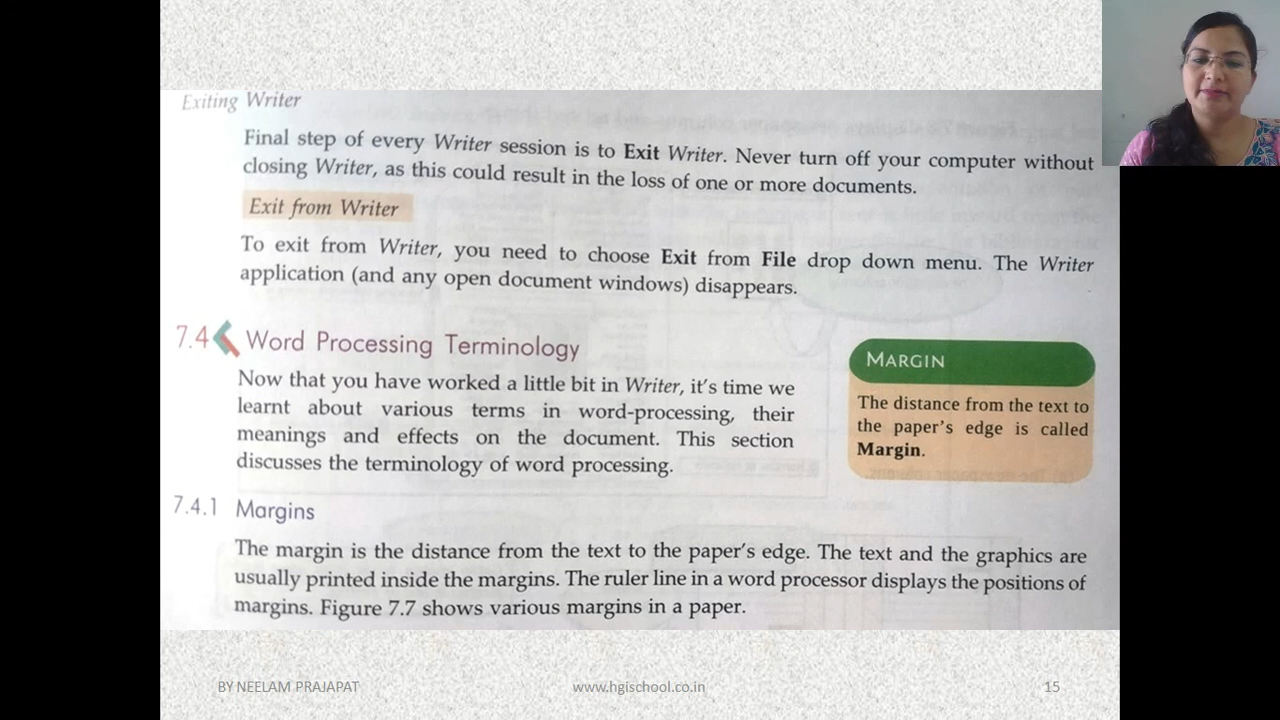 Exiting Writer
Final step of every Writer session is to Exit Writer. Never turn off your computer without
closing Writer, as this could result in the loss of one or more documents.
Exit from Writer
To exit from Writer, you need to choose Exit from File drop down menu. The Writer
application (and any open document windows) disappears.
7.4 Word Processing Terminology
Now that you have worked a little bit in Writer, it's time we
learnt about various terms in word-processing, their
meanings and effects on the document. This section
discusses the terminology of word processing.
MARGIN
The distance from the text to
the paper's edge is called
Margin.
7.4.1 Margins
The margin is the distance from the text to the paper's edge. The text and the graphics are
usually printed inside the margins. The ruler line in a word processor displays the positions of
margins. Figure 7.7 shows various margins in a paper.
BY NEELAM PRAJAPAT
www.hgischool.co.in
15